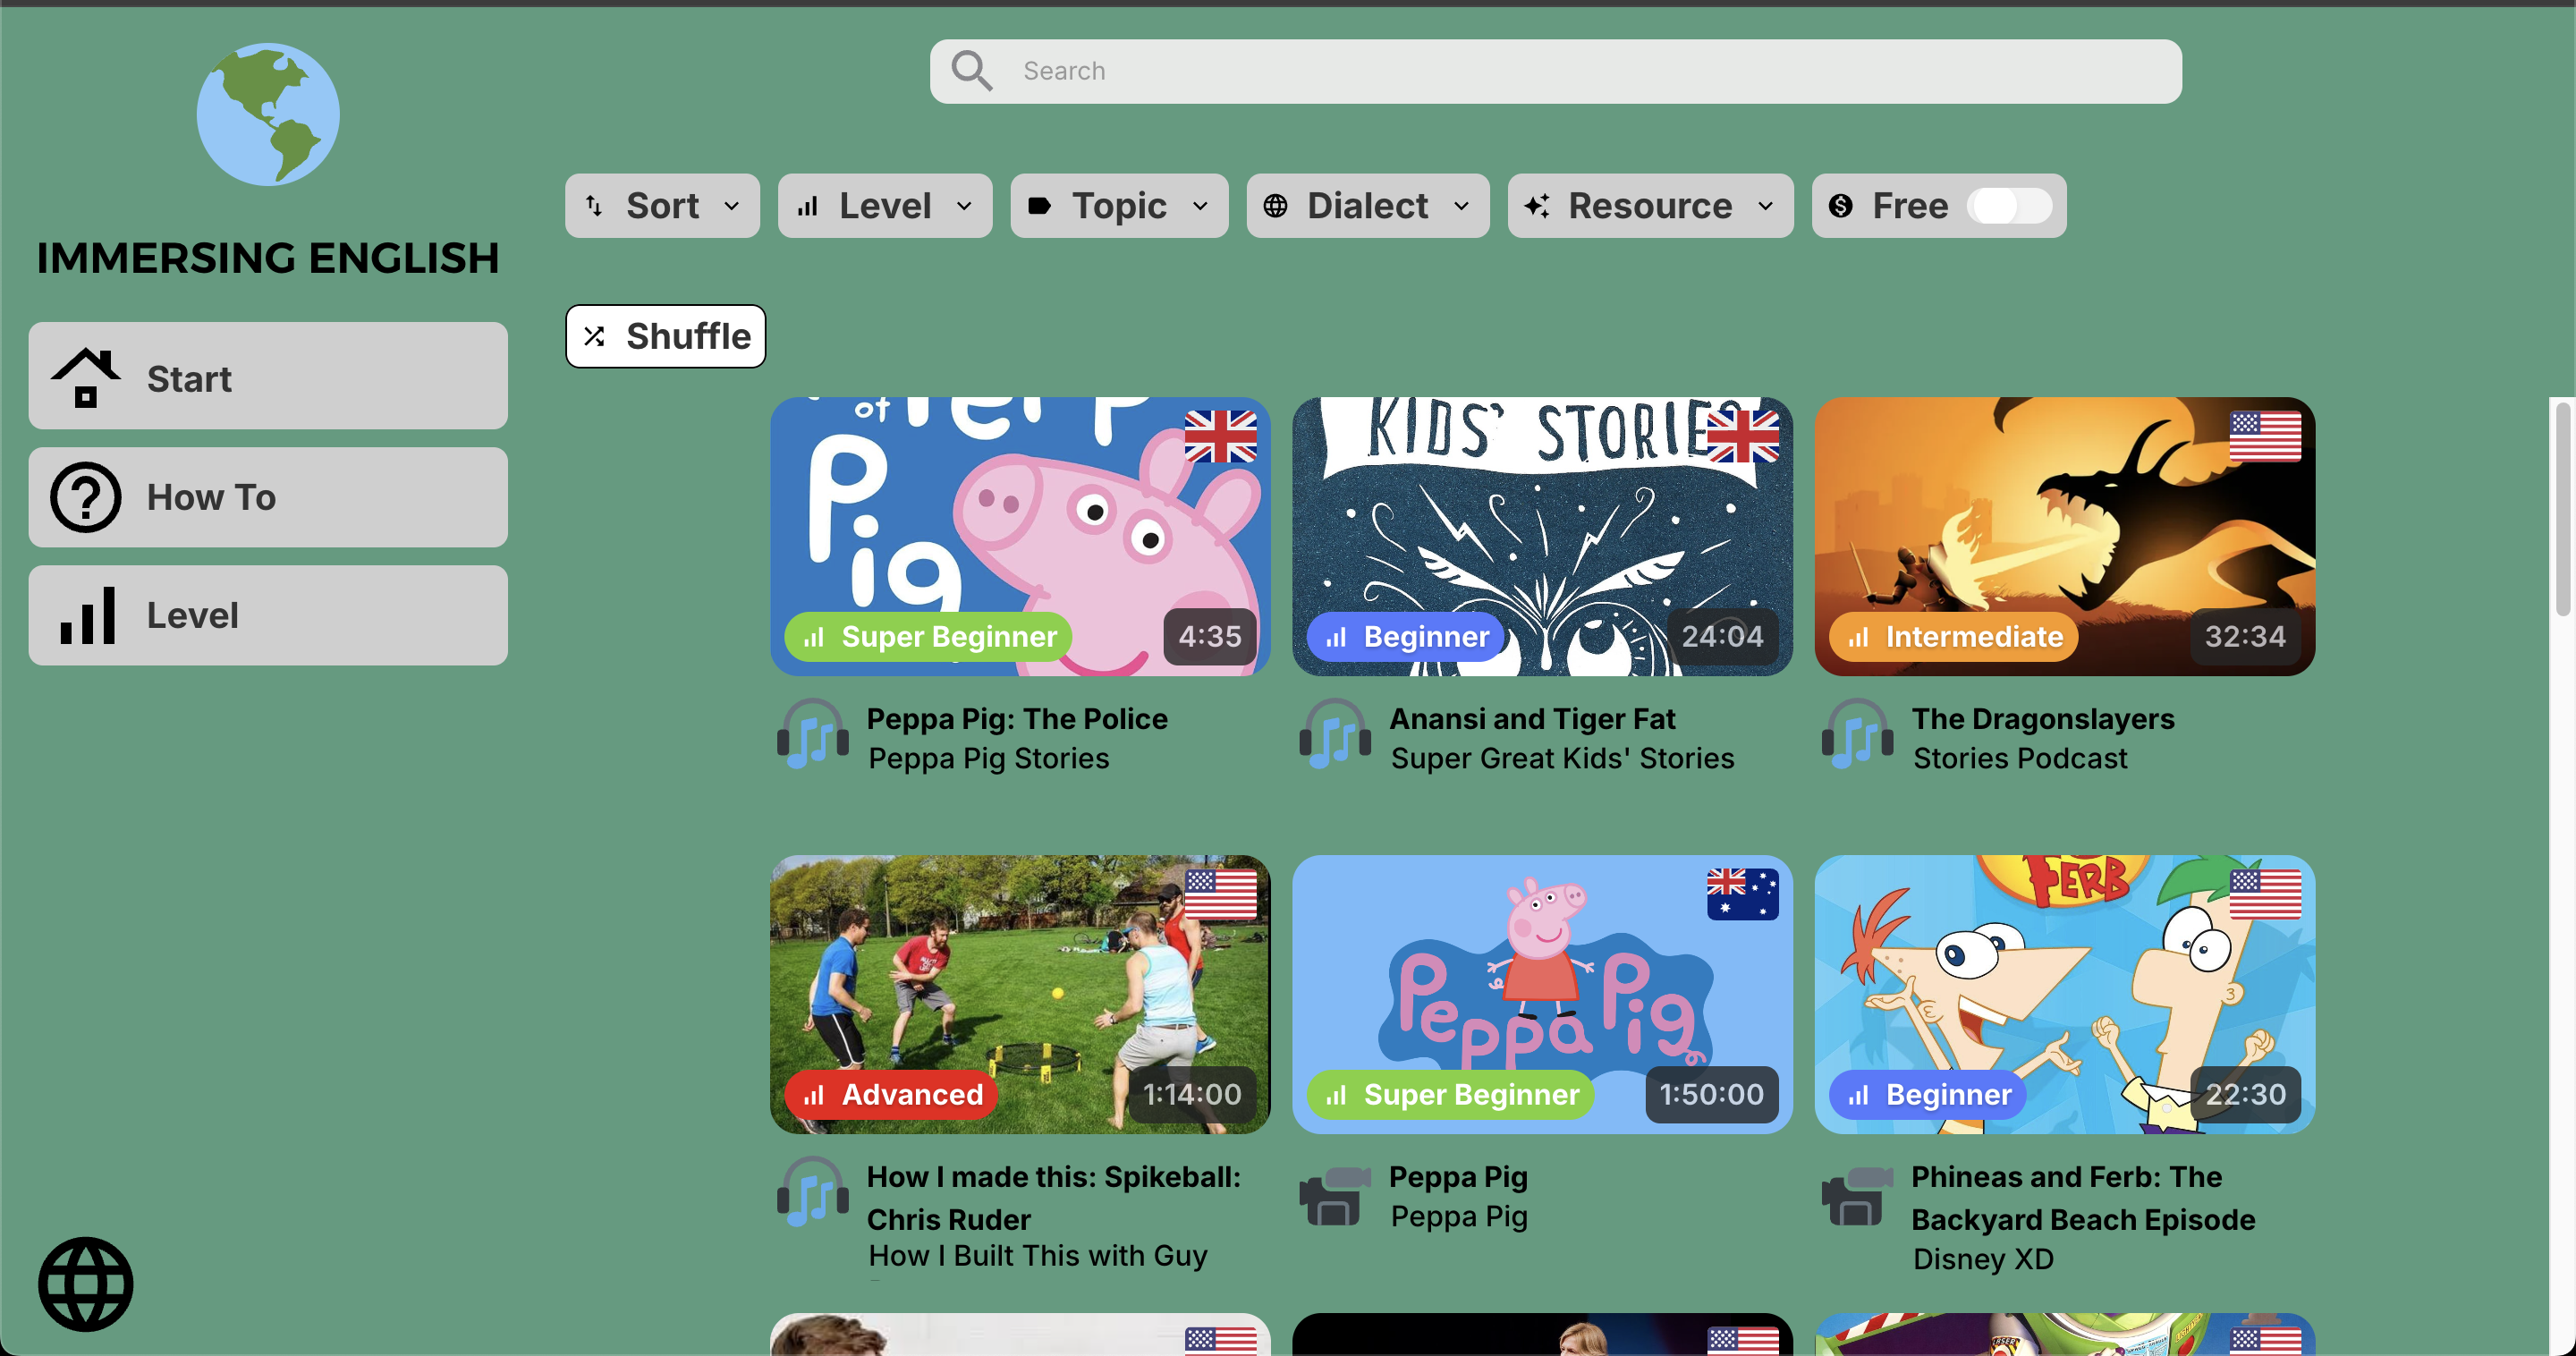 Search
IMMERSING ENGLISH
Sort
Level
Topic
Dialect
Resource
Free
Shuffle
Start
How To
Level
of
Pig
Super Beginner
4:35
KIDS' STORIE
Beginner
24:04
Intermediate
32:34
Peppa Pig: The Police
Peppa Pig Stories
Anansi and Tiger Fat
Super Great Kids' Stories
The Dragonslayers
Stories Podcast
Advanced
1:14:00
Peppa Pig
Super Beginner
1:50:00
FERB
Beginner
22:30
How I made this: Spikeball:
Chris Ruder
How I Built This with Guy
Peppa Pig
Peppa Pig
Phineas and Ferb: The
Backyard Beach Episode
Disney XD